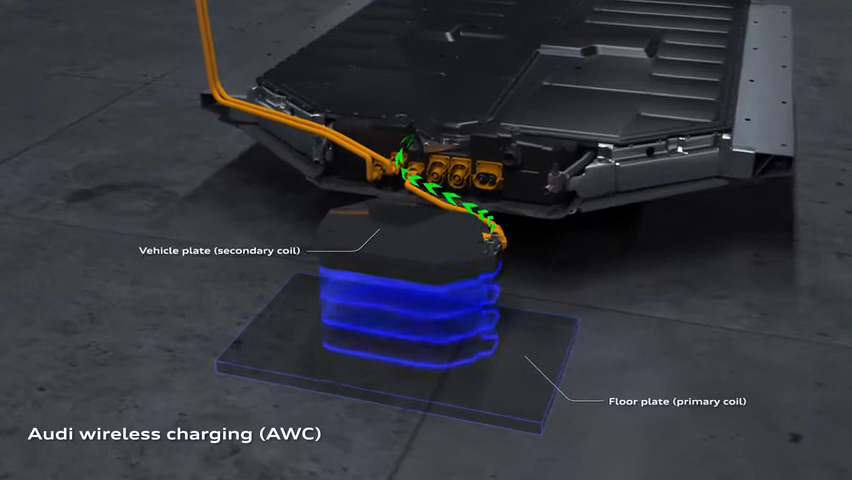 Vehicle plate (secondary coil)
Floor plate (primary coil)
Audi wireless charging (AWC)